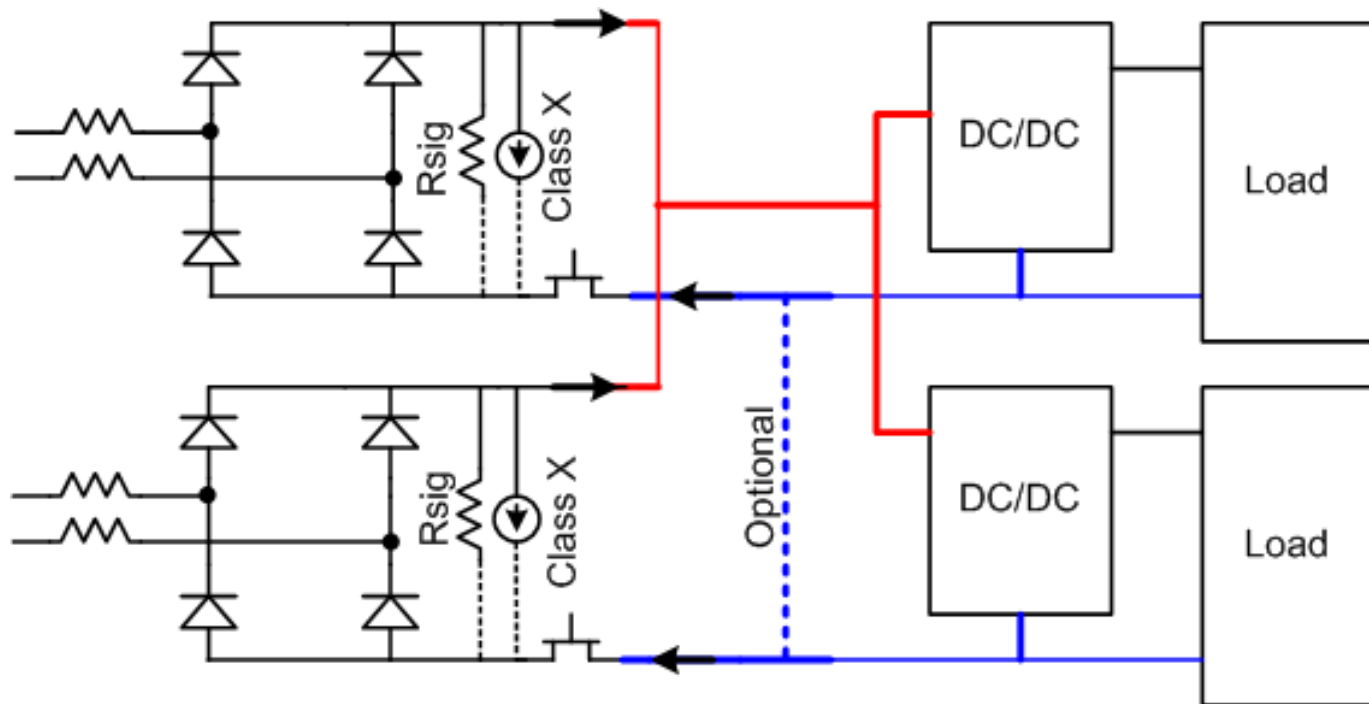 Rsig
Class X
DC/DC
Load
Rsig
Class X
Optional
DC/DC
Load